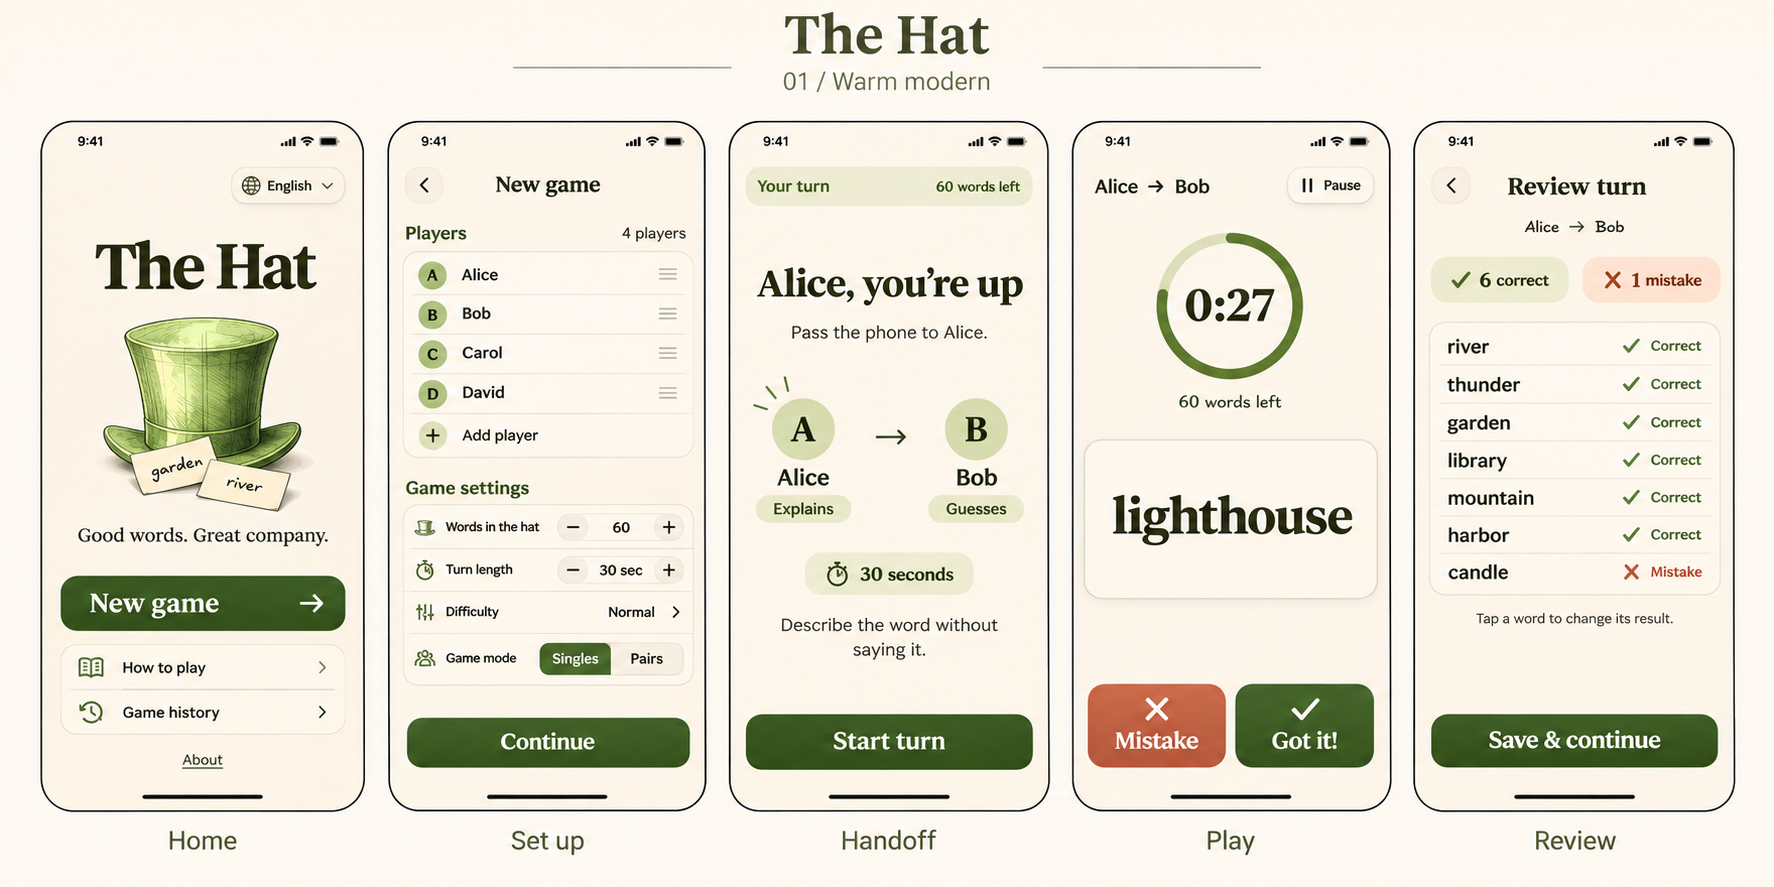 The Hat
01 / Warm modern
9:41
English
The Hat
garden
river
Good words. Great company.
New game
How to play
Game history
About
Home
9:41
New game
Players
4 players
A
Alice
B
Bob
C
Carol
D
David
+
Add player
Game settings
Words in the hat
− 60 +
Turn length
− 30 sec +
Difficulty
Normal
Game mode
Singles
Pairs
Continue
Set up
9:41
Your turn
60 words left
Alice, you’re up
Pass the phone to Alice.
A → B
Alice
Bob
Explains
Guesses
30 seconds
Describe the word without
saying it.
Start turn
Handoff
9:41
Alice → Bob
Pause
0:27
60 words left
lighthouse
Mistake
Got it!
Play
9:41
Review turn
Alice → Bob
6 correct
1 mistake
river
Correct
thunder
Correct
garden
Correct
library
Correct
mountain
Correct
harbor
Correct
candle
Mistake
Tap a word to change its result.
Save & continue
Review